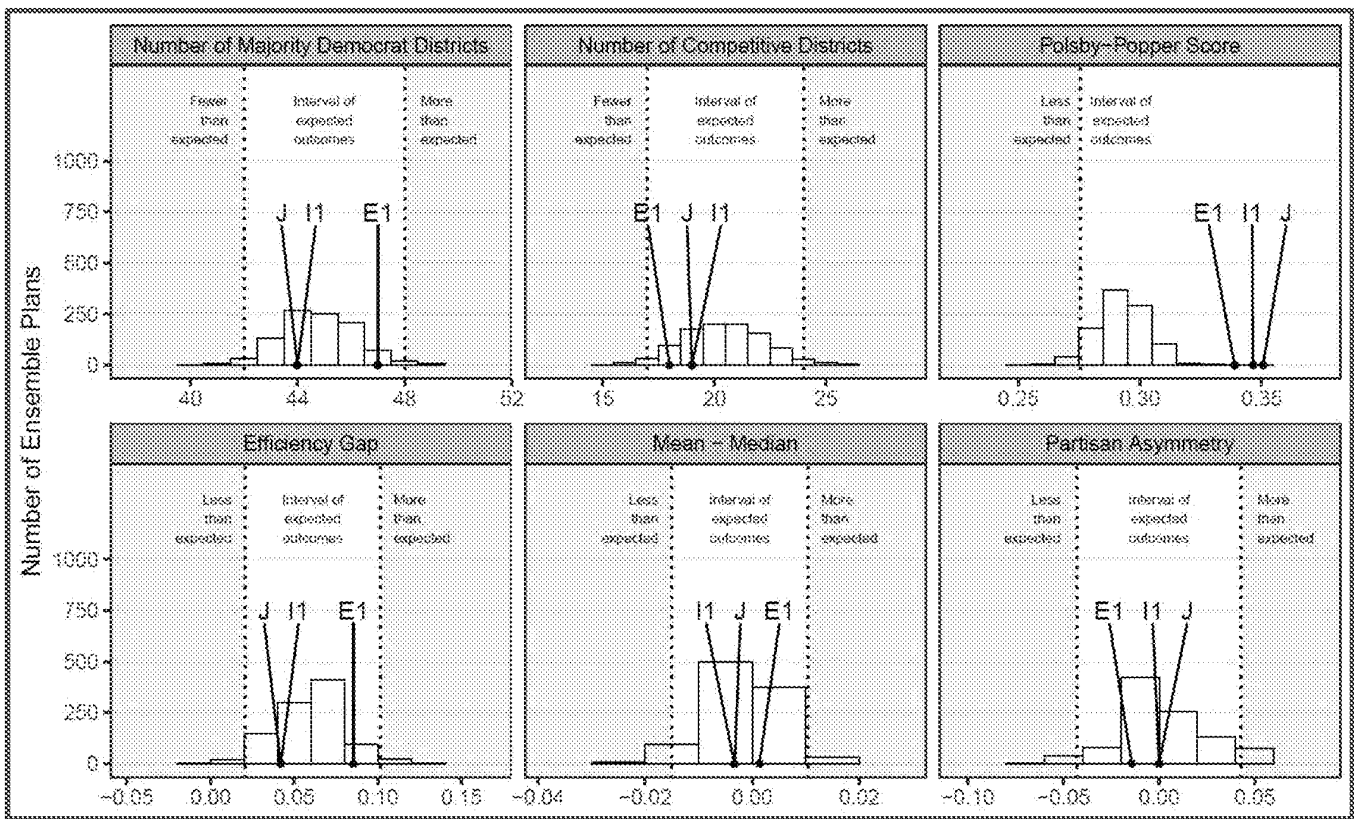 Number of Ensemble Plans
Number of Majority Democrat Districts
Fewer
than
expected
Interval of
expected
outcomes
More
than
expected
J I1 E1
1000
750
500
250
0
40 44 48 52
Number of Competitive Districts
Fewer
than
expected
Interval of
expected
outcomes
More
than
expected
E1 J I1
15 20 25
Polsby-Popper Score
Less
than
expected
Interval of
expected
outcomes
E1 I1 J
0.25 0.30 0.35
Efficiency Gap
Less
than
expected
Interval of
expected
outcomes
More
than
expected
J I1 E1
1000
750
500
250
0
-0.05 0.00 0.05 0.10 0.15
Mean - Median
Less
than
expected
Interval of
expected
outcomes
More
than
expected
I1 J E1
-0.04 -0.02 0.00 0.02
Partisan Asymmetry
Less
than
expected
Interval of
expected
outcomes
More
than
expected
E1 I1 J
-0.10 -0.05 0.00 0.05